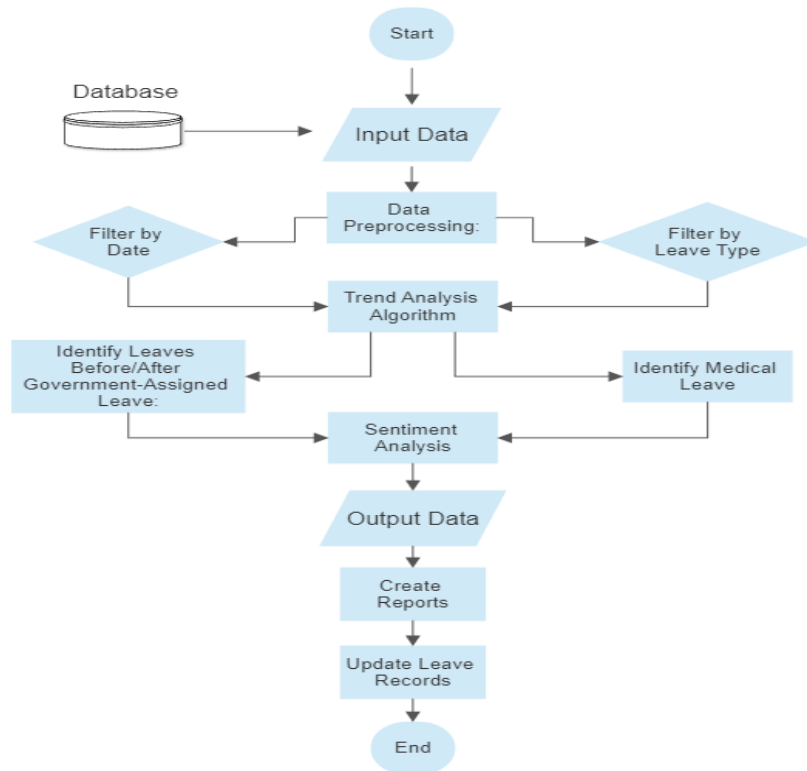 Start
Database
Input Data
Data
Preprocessing:
Filter by
Date
Filter by
Leave Type
Trend Analysis
Algorithm
Identify Leaves
Before/After
Government-Assigned
Leave:
Identify Medical
Leave
Sentiment
Analysis
Output Data
Create
Reports
Update Leave
Records
End